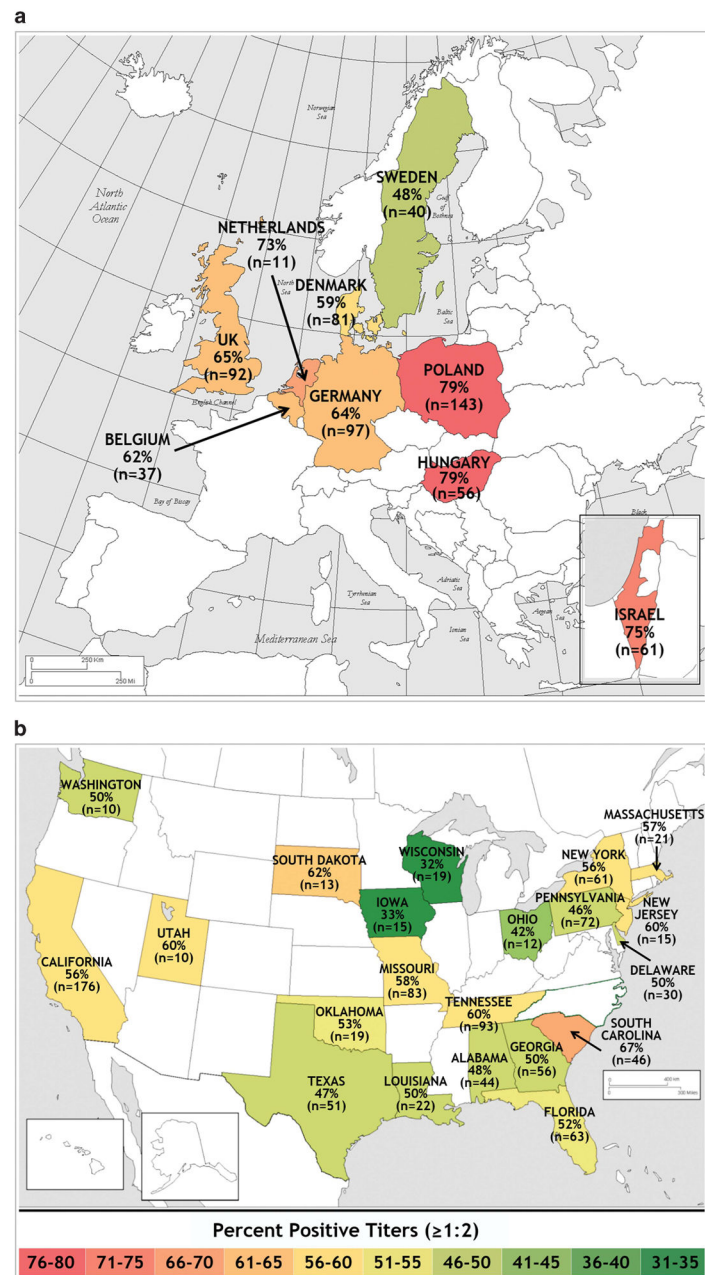 a
Norwegian
Sea
North
Atlantic
Ocean
SWEDEN
48%
(n=40)
Gulf
of
Bothnia
NETHERLANDS
73%
(n=11)
North
Sea
DENMARK
59%
(n=81)
Baltic
Sea
UK
65%
(n=92)
English Channel
GERMANY
64%
(n=97)
POLAND
79%
(n=143)
BELGIUM
62%
(n=37)
HUNGARY
79%
(n=56)
Bay of Biscay
Black
Adriatic
Sea
Tyrrhenian
Sea
Aegean
Sea
Ionian
Sea
Mediterranean Sea
ISRAEL
75%
(n=61)
0 250 KM
0 250 Mi
b
WASHINGTON
50%
(n=10)
MASSACHUSETTS
57%
(n=21)
SOUTH DAKOTA
62%
(n=13)
WISCONSIN
32%
(n=19)
NEW YORK
56%
(n=61)
IOWA
33%
(n=15)
PENNSYLVANIA
46%
(n=72)
NEW
JERSEY
60%
(n=15)
OHIO
42%
(n=12)
UTAH
60%
(n=10)
CALIFORNIA
56%
(n=176)
MISSOURI
58%
(n=83)
DELAWARE
50%
(n=30)
OKLAHOMA
53%
(n=19)
TENNESSEE
60%
(n=93)
SOUTH
CAROLINA
67%
(n=46)
GEORGIA
50%
(n=56)
ALABAMA
48%
(n=44)
TEXAS
47%
(n=51)
LOUISIANA
50%
(n=22)
0 400 km
0 300 Miles
FLORIDA
52%
(n=63)
Percent Positive Titers (≥1:2)
76-80 71-75 66-70 61-65 56-60 51-55 46-50 41-45 36-40 31-35